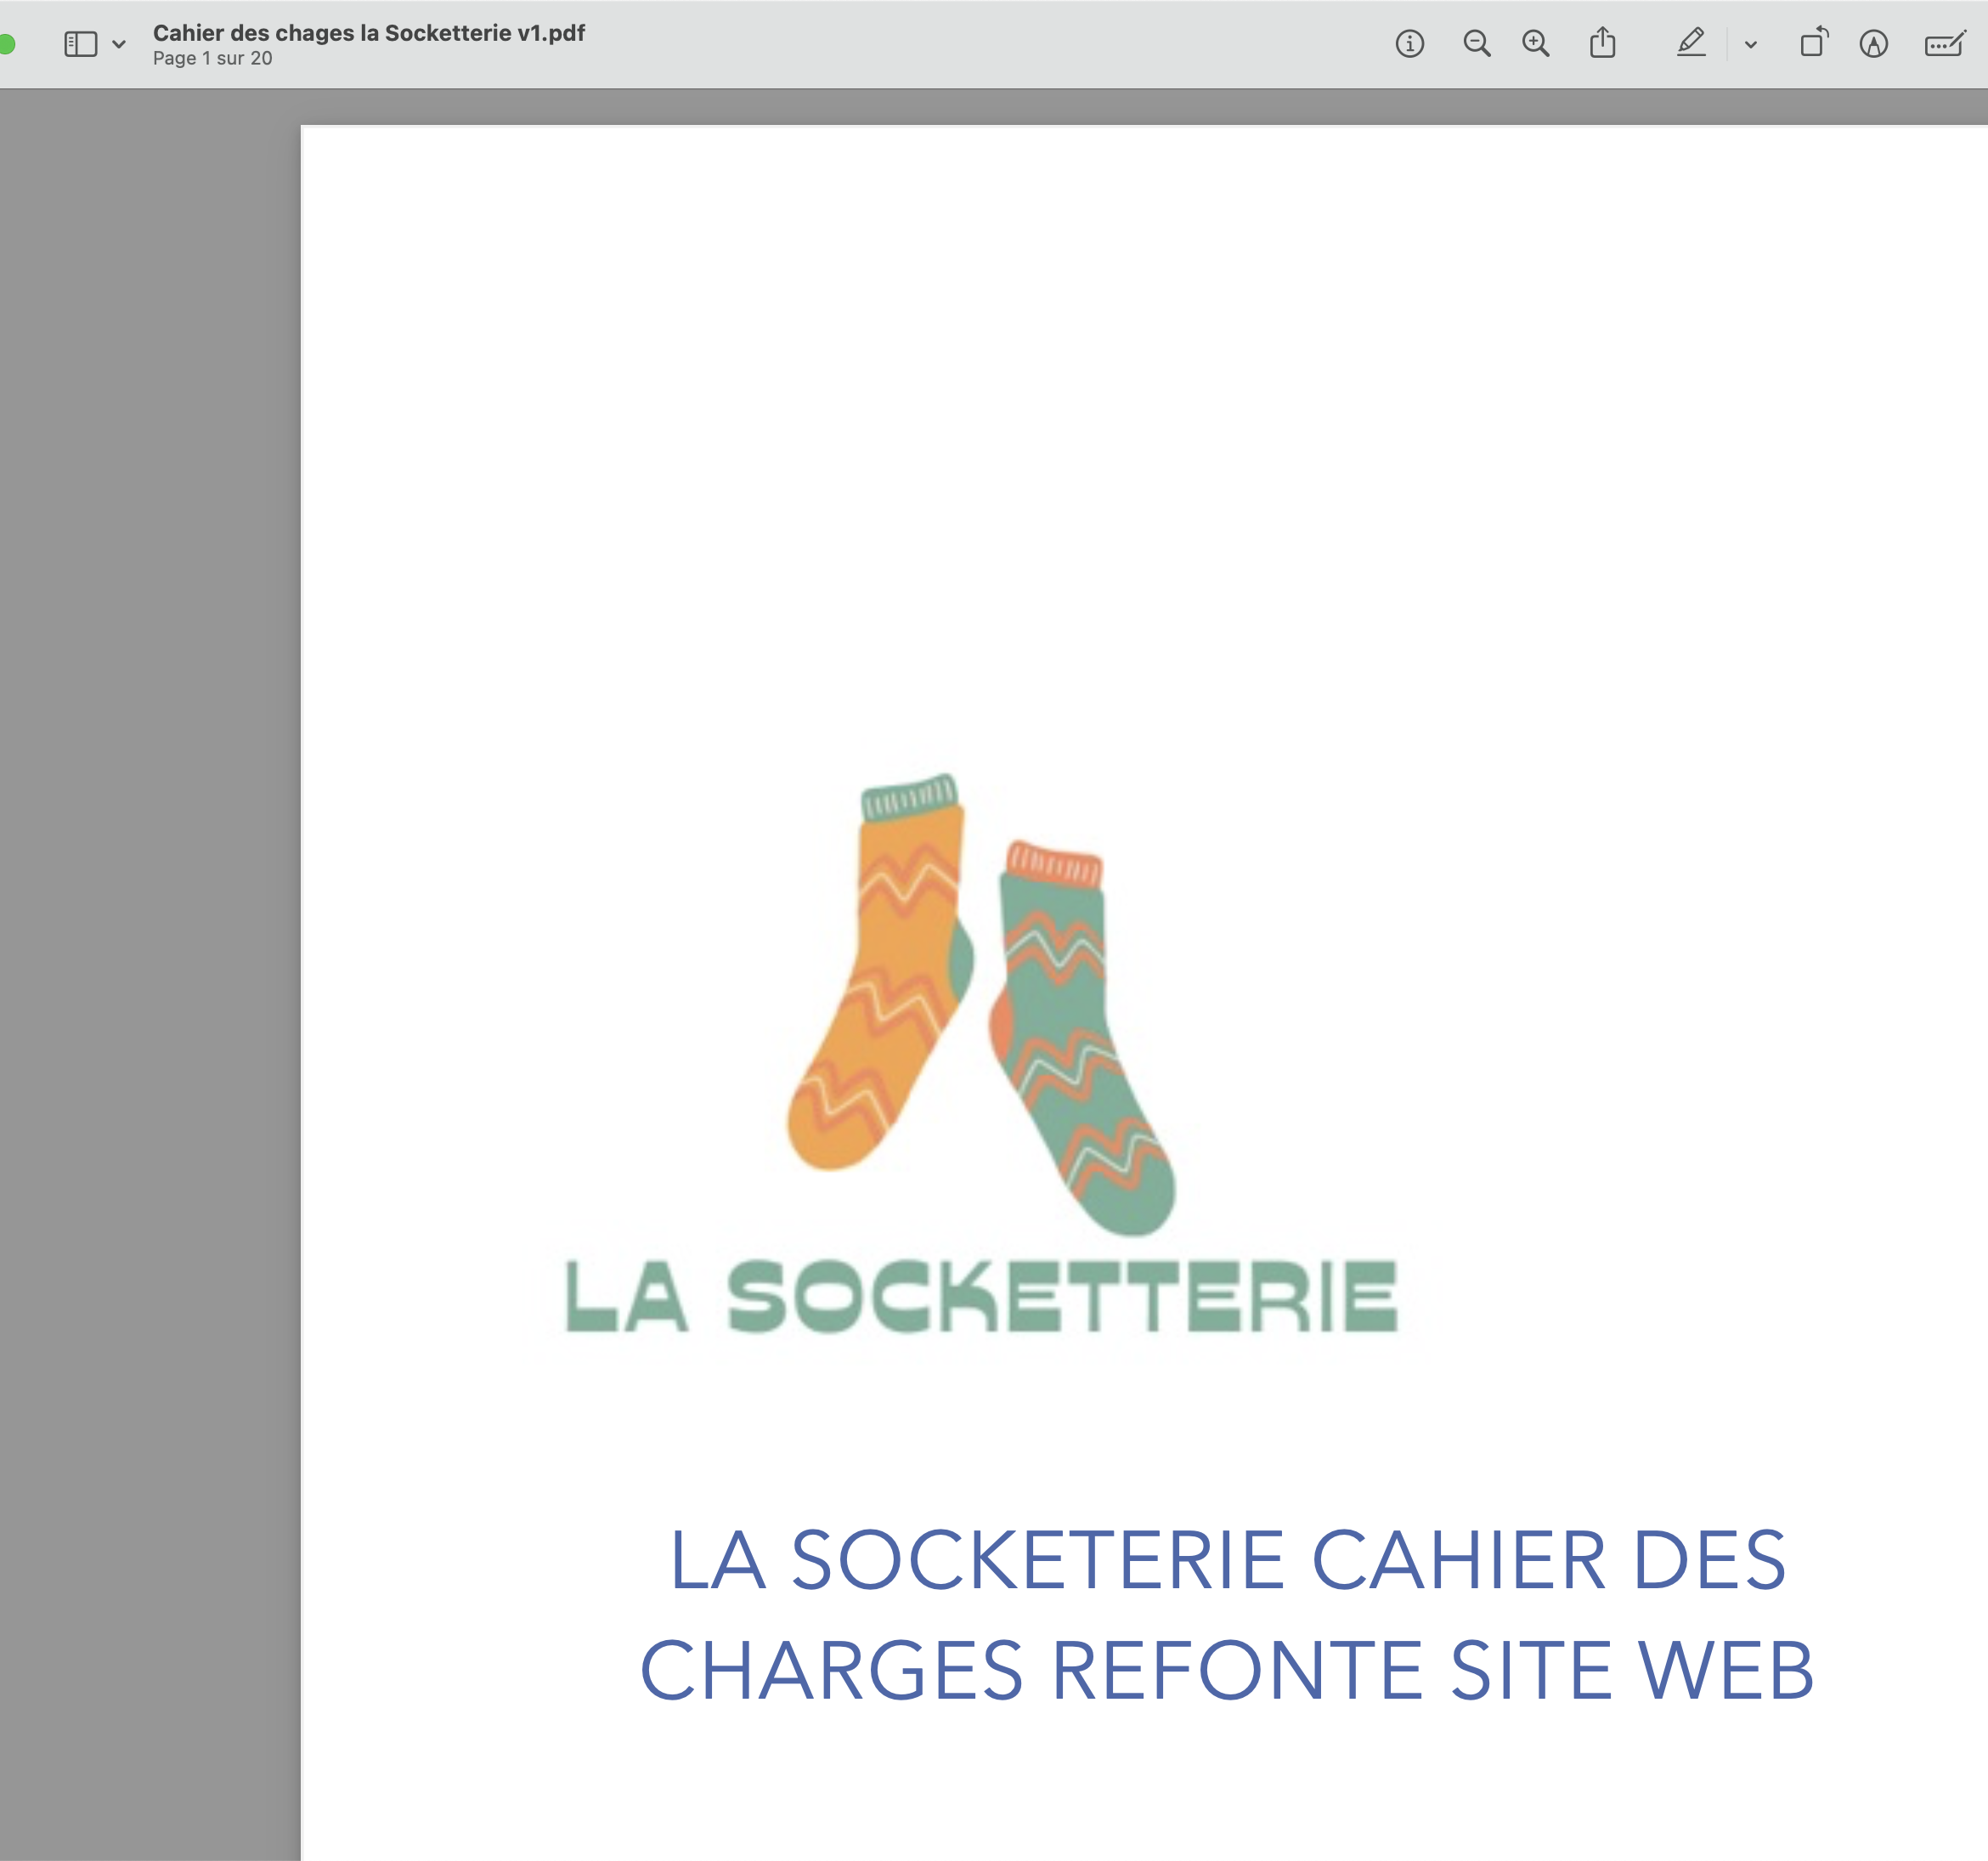 Cahier des chages la Socketterie v1.pdf
Page 1 sur 20
LA SOCKETTERIE
LA SOCKETERIE CAHIER DES
CHARGES REFONTE SITE WEB